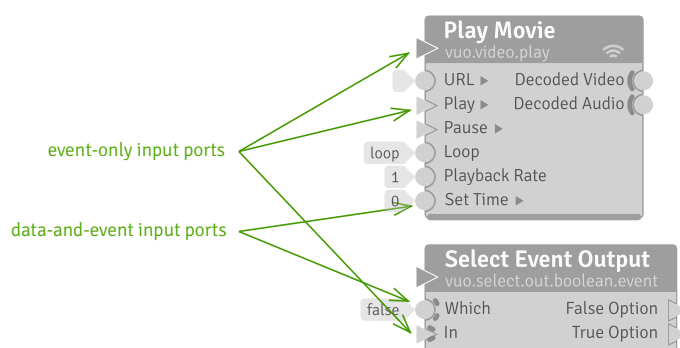 Play Movie
vuo.video.play
URL
Decoded Video
Play
Decoded Audio
Pause
loop
Loop
1
Playback Rate
0
Set Time
event-only input ports
data-and-event input ports
Select Event Output
vuo.select.out.boolean.event
false
Which
False Option
In
True Option